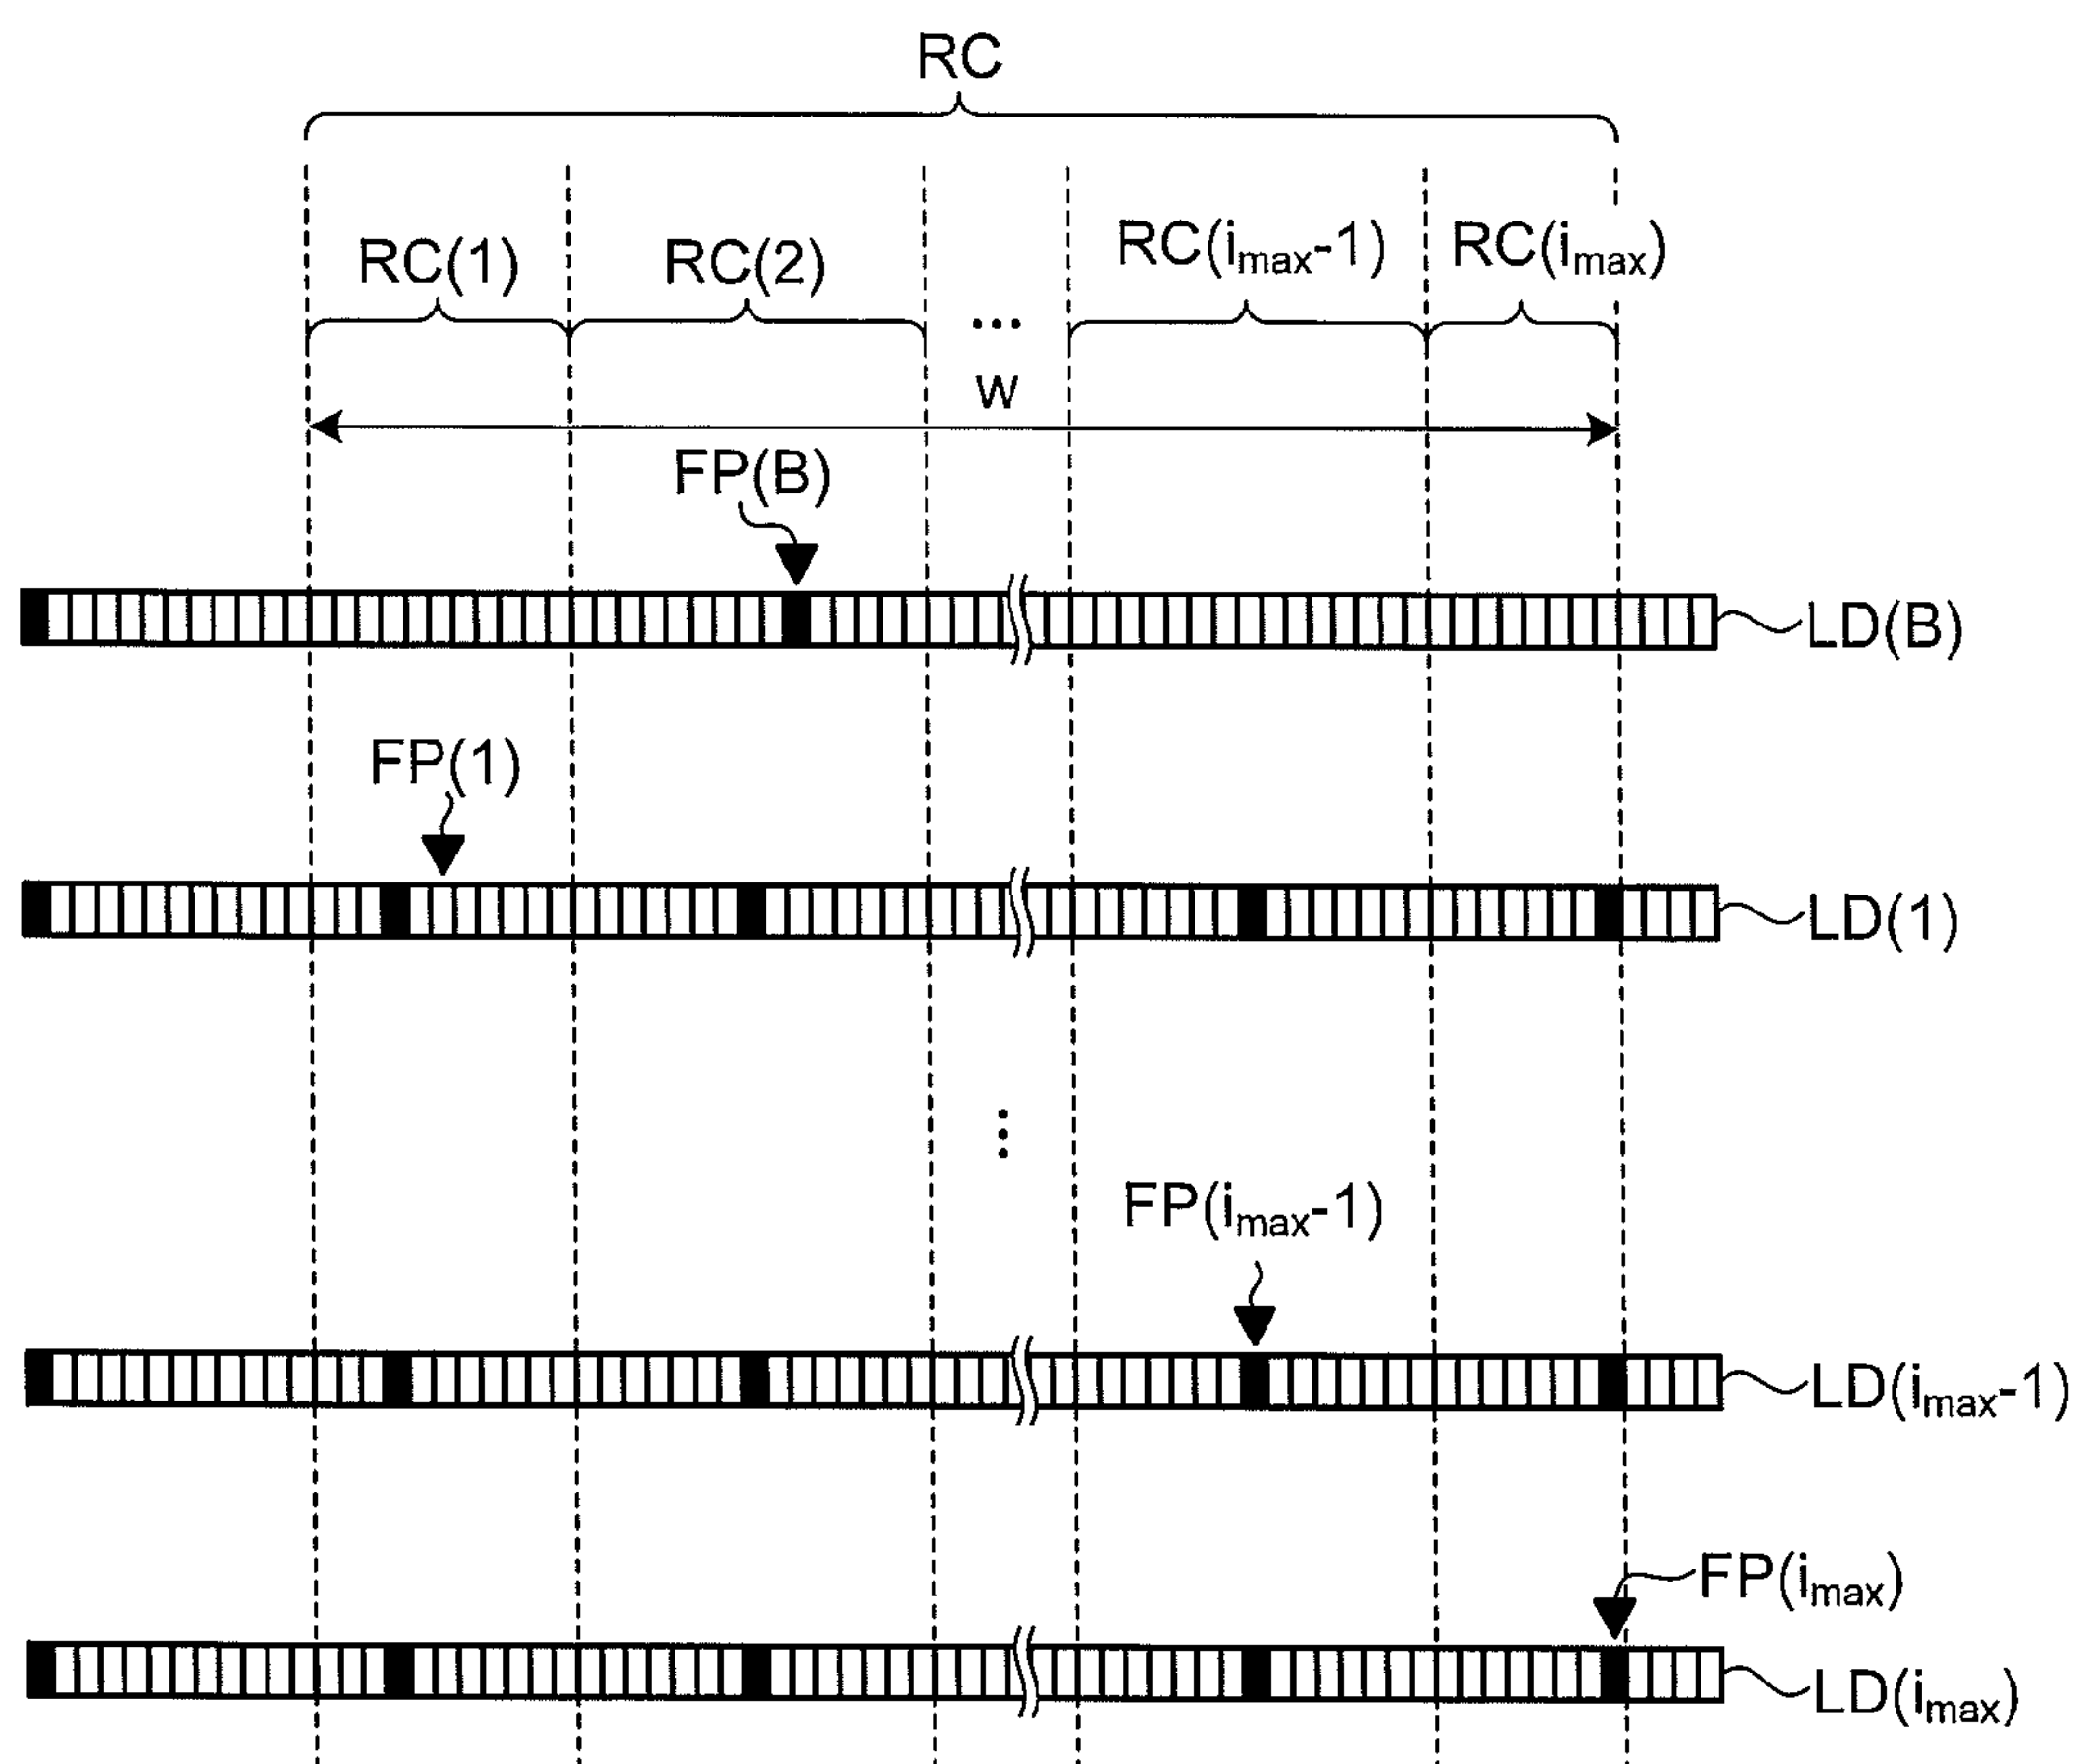 RC
RC(1) RC(2) ... RC(iₘₐₓ-1) RC(iₘₐₓ)
w
FP(B)
LD(B)
FP(1)
LD(1)
⋮
FP(iₘₐₓ-1)
LD(iₘₐₓ-1)
FP(iₘₐₓ)
LD(iₘₐₓ)